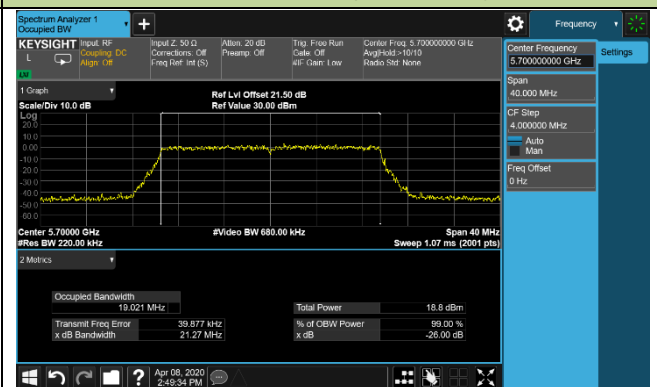 Spectrum Analyzer 1
Occupied BW
+
Frequency
KEYSIGHT
L
LXI
Input: RF
Coupling: DC
Align: Off
Input Z: 50 Ω
Corrections: Off
Freq Ref: Int (S)
Atten: 20 dB
Preamp: Off
Trig: Free Run
Gate: Off
#IF Gain: Low
Center Freq: 5.700000000 GHz
Avg|Hold:>10/10
Radio Std: None
Center Frequency
5.700000000 GHz
Settings
Span
40.000 MHz
CF Step
4.000000 MHz
Auto
Man
Freq Offset
0 Hz
1 Graph
Scale/Div 10.0 dB
Ref Lvl Offset 21.50 dB
Ref Value 30.00 dBm
Log
20.0
10.0
0.00
-10.0
-20.0
-30.0
-40.0
-50.0
-60.0
Center 5.70000 GHz
#Video BW 680.00 kHz
Span 40 MHz
#Res BW 220.00 kHz
Sweep 1.07 ms (2001 pts)
2 Metrics
Occupied Bandwidth
19.021 MHz
Total Power 18.8 dBm
Transmit Freq Error 39.877 kHz
% of OBW Power 99.00 %
x dB Bandwidth 21.27 MHz
x dB -26.00 dB
?
Apr 08, 2020
2:49:34 PM